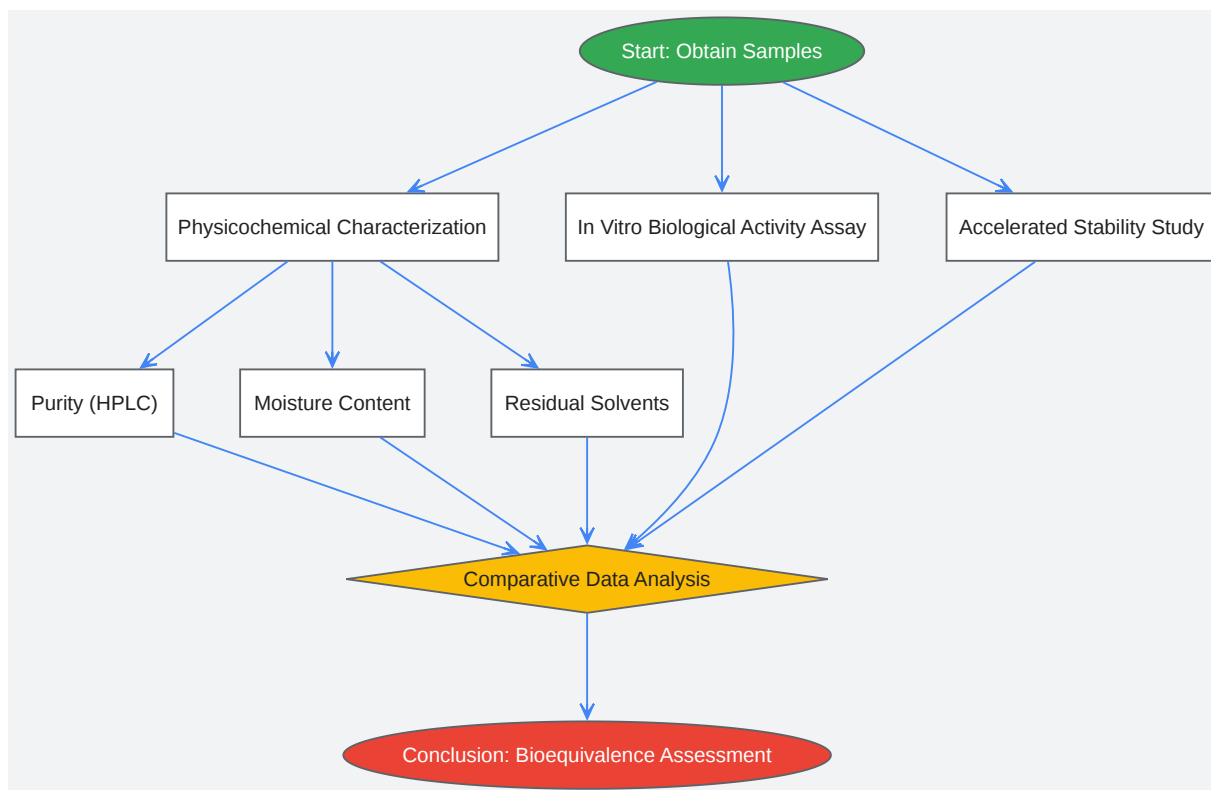 Start: Obtain Samples
Physicochemical Characterization
In Vitro Biological Activity Assay
Accelerated Stability Study
Purity (HPLC)
Moisture Content
Residual Solvents
Comparative Data Analysis
Conclusion: Bioequivalence Assessment